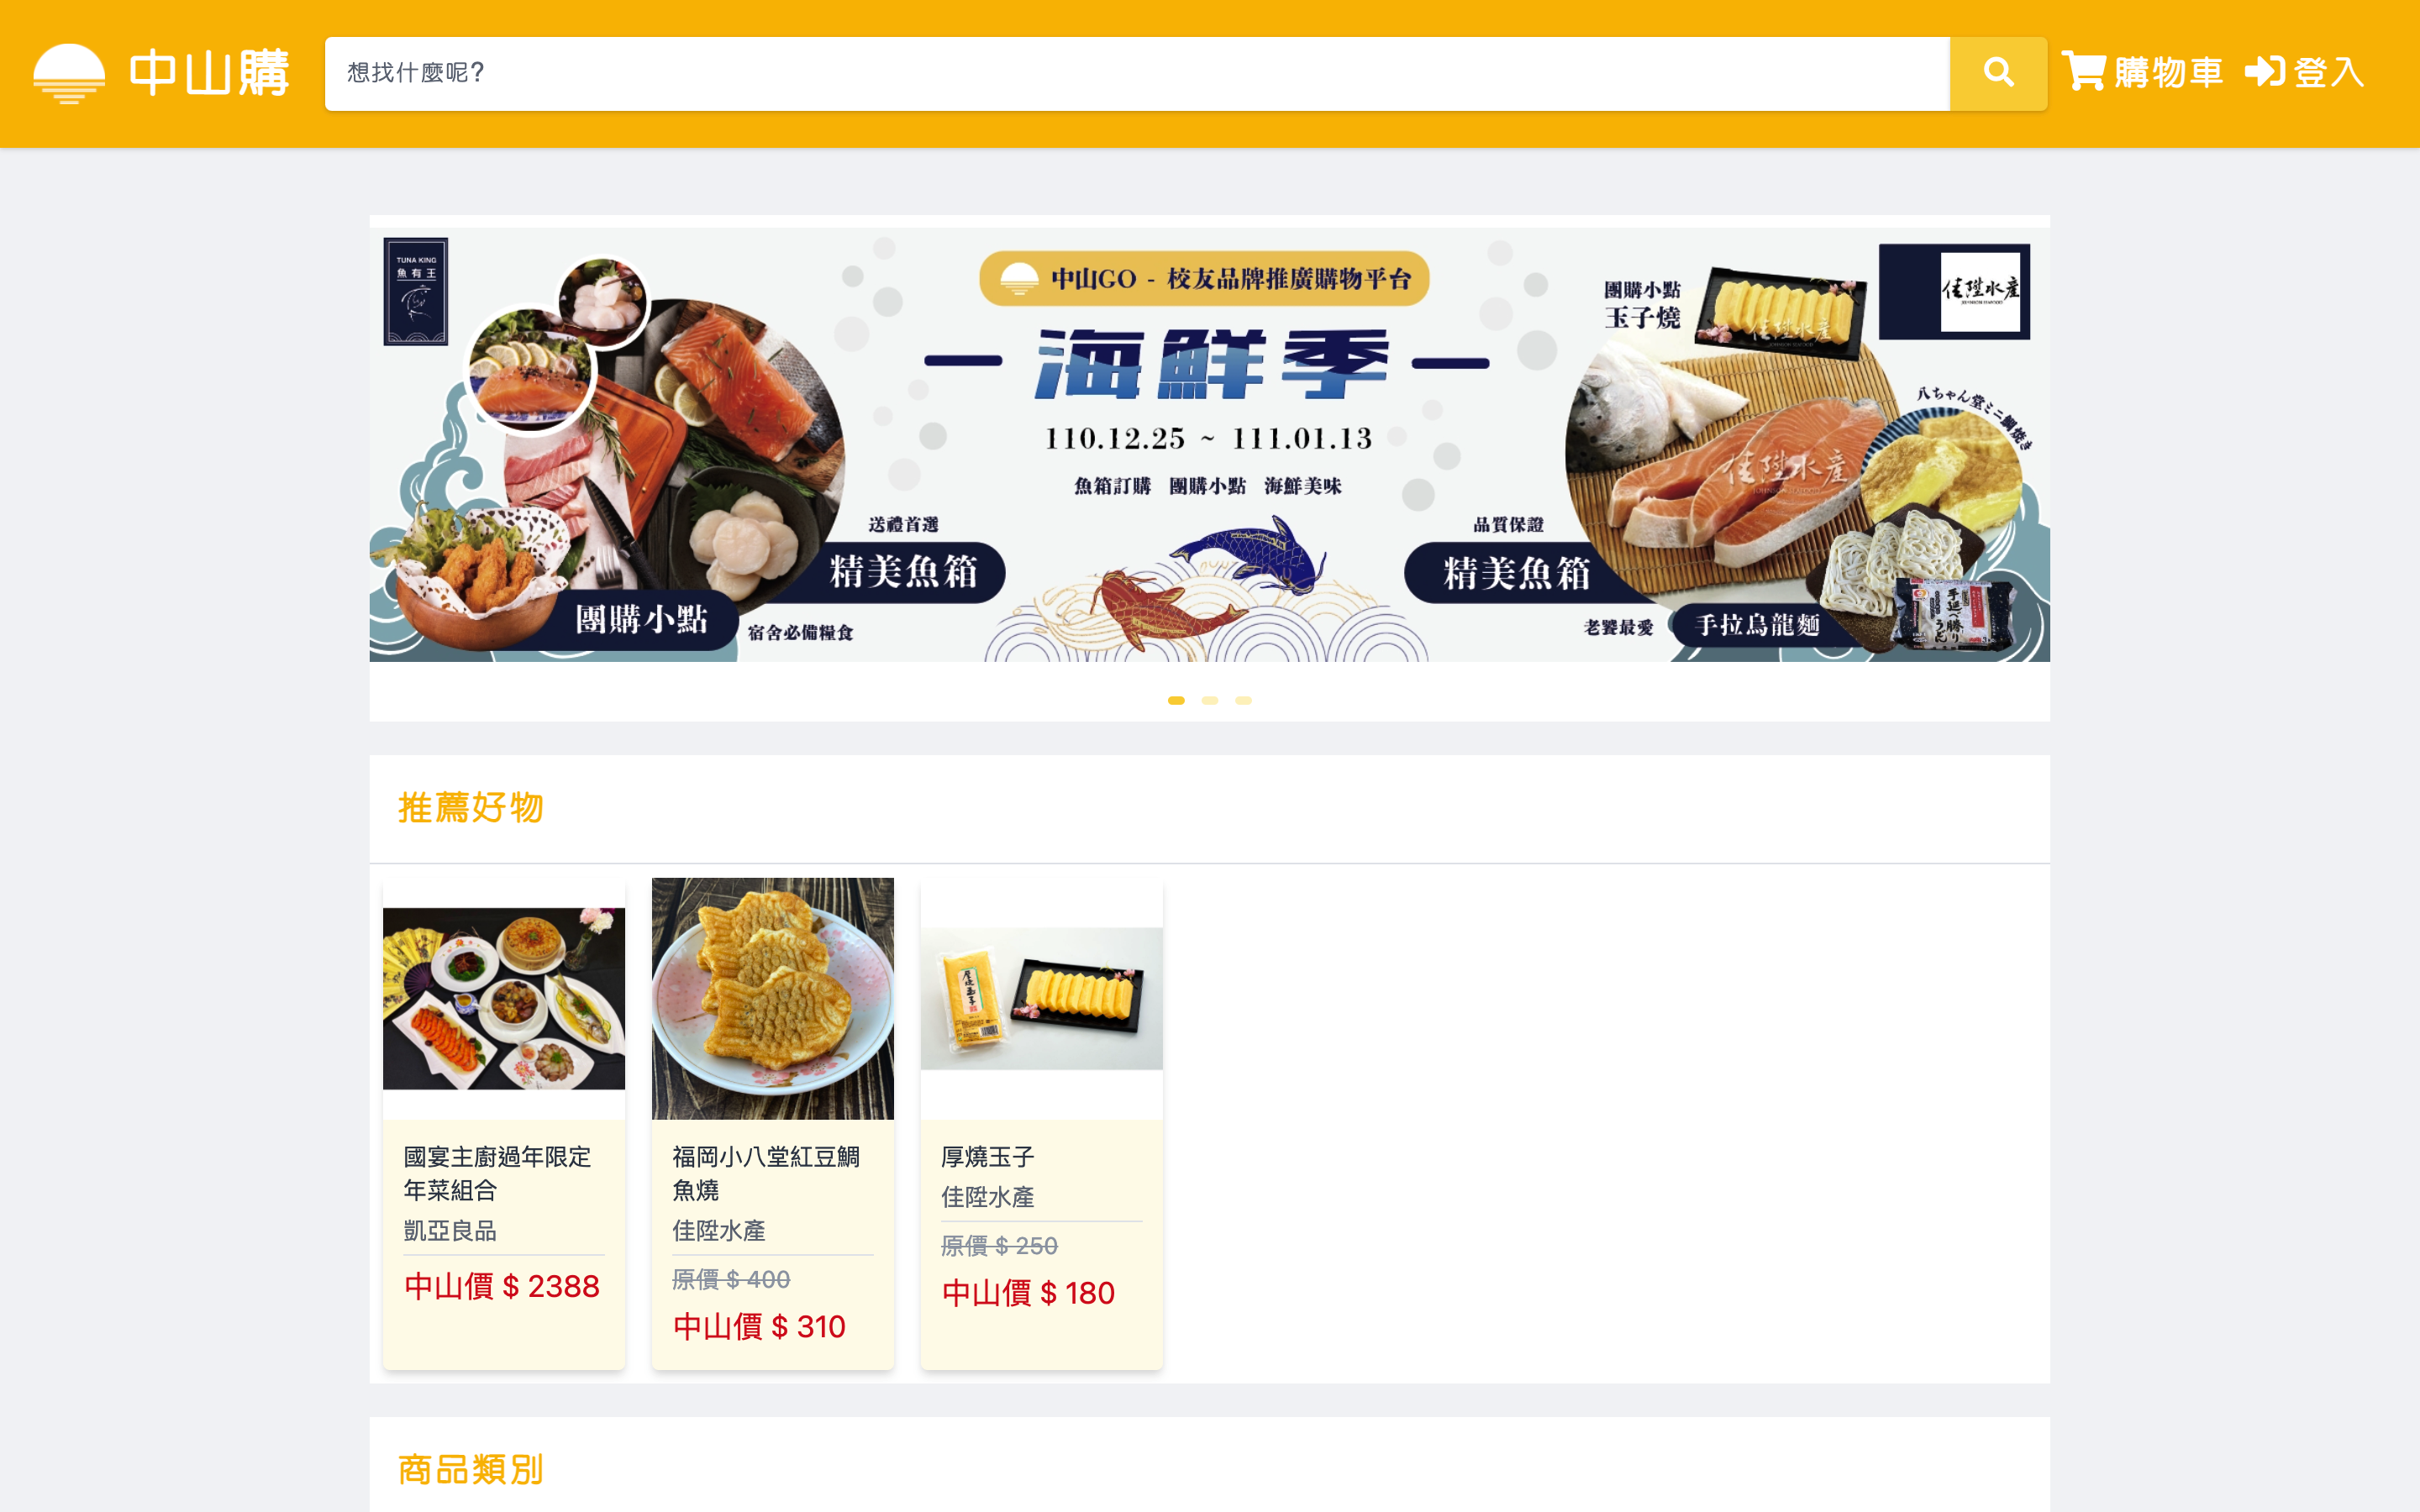 中山購
想找什麼呢?
購物車
登入
TUNA KING
魚有王
中山GO - 校友品牌推廣購物平台
海鮮季
110.12.25 ~ 111.01.13
魚箱訂購 團購小點 海鮮美味
送禮首選
精美魚箱
團購小點
宿舍必備糧食
團購小點
玉子燒
佳陞水產
佳陞水產
八ちゃん堂ミニ鯛焼き
佳陞水產
品質保證
精美魚箱
老饕最愛
手拉烏龍麵
推薦好物
國宴主廚過年限定
年菜組合
凱亞良品
中山價 $ 2388
福岡小八堂紅豆鯛
魚燒
佳陞水產
原價 $ 400
中山價 $ 310
厚燒玉子
佳陞水產
原價 $ 250
中山價 $ 180
商品類別